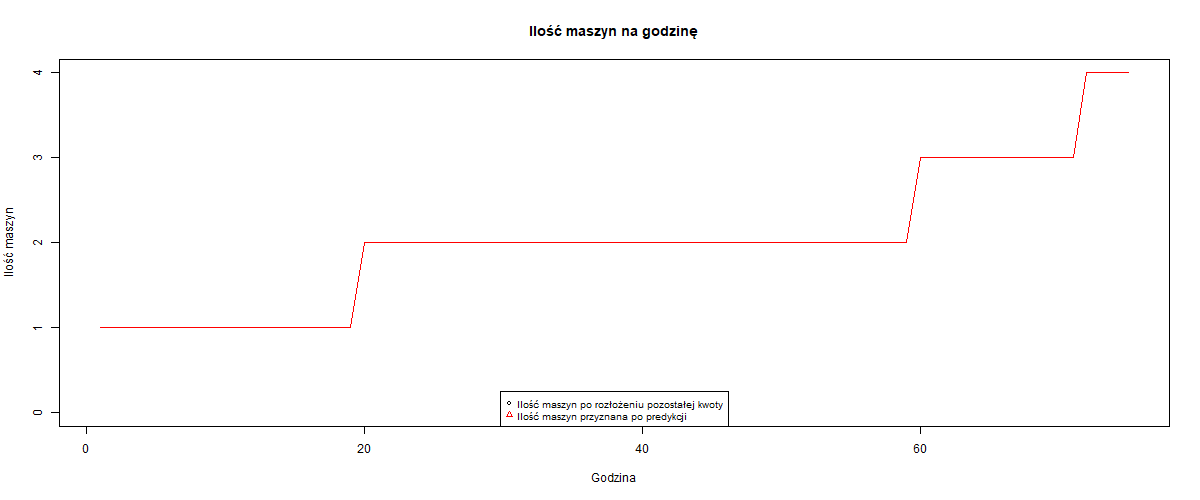 Ilość maszyn na godzinę
Ilość maszyn
4
3
2
1
0
Ilość maszyn po rozłożeniu pozostałej kwoty
Ilość maszyn przyznana po predykcji
0 20 40 60
Godzina